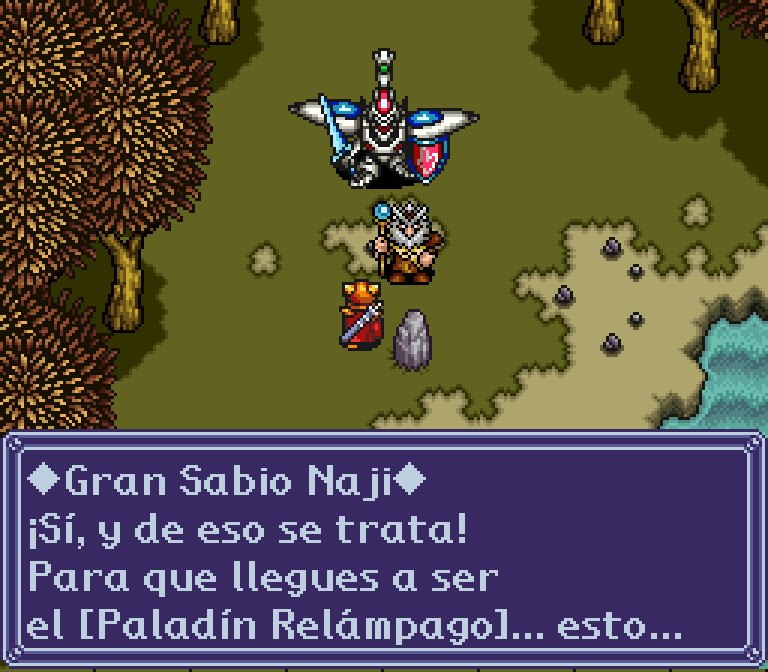 ◆Gran Sabio Naji◆
¡Sí, y de eso se trata!
Para que llegues a ser
el [Paladín Relámpago]... esto...